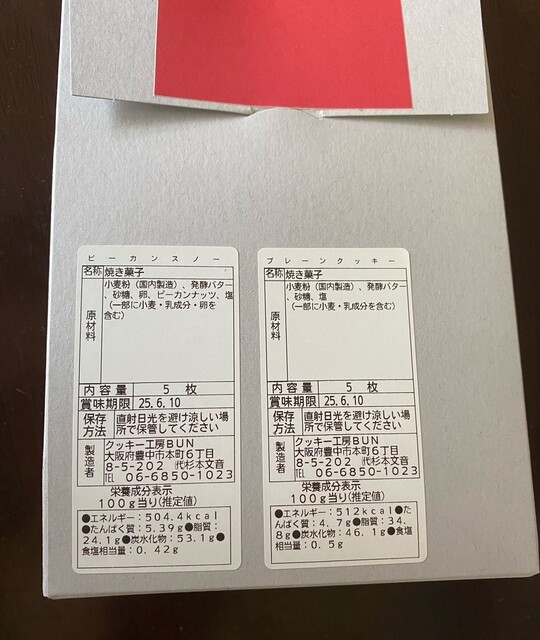 ピーカンスノー
名称 焼き菓子
原材料
小麦粉（国内製造）、発酵バター
、砂糖、卵、ピーカンナッツ、塩
（一部に小麦・乳成分・卵を
含む）
内容量 5 枚
賞味期限 25.6.10
保存方法
直射日光を避け涼しい場
所で保管してください
製造者
クッキー工房BUN
大阪府豊中市本町6丁目
8-5-202 ㈹杉本文音
℡ 06-6850-1023
栄養成分表示
100g当り(推定値)
●エネルギー：504.4kcal
●たんぱく質：5.39g●脂質：
24.1g●炭水化物：53.1g●
食塩相当量：0.42g
プレーンクッキー
名称 焼き菓子
原材料
小麦粉（国内製造）、発酵バター
、砂糖、塩
（一部に小麦・乳成分を含む）
内容量 5 枚
賞味期限 25.6.10
保存方法
直射日光を避け涼しい場
所で保管してください
製造者
クッキー工房BUN
大阪府豊中市本町6丁目
8-5-202 ㈹杉本文音
℡ 06-6850-1023
栄養成分表示
100g当り(推定値)
●エネルギー：512kcal●た
んぱく質：4.7g●脂質：34.
8g●炭水化物：46.1g●食塩
相当量：0.5g